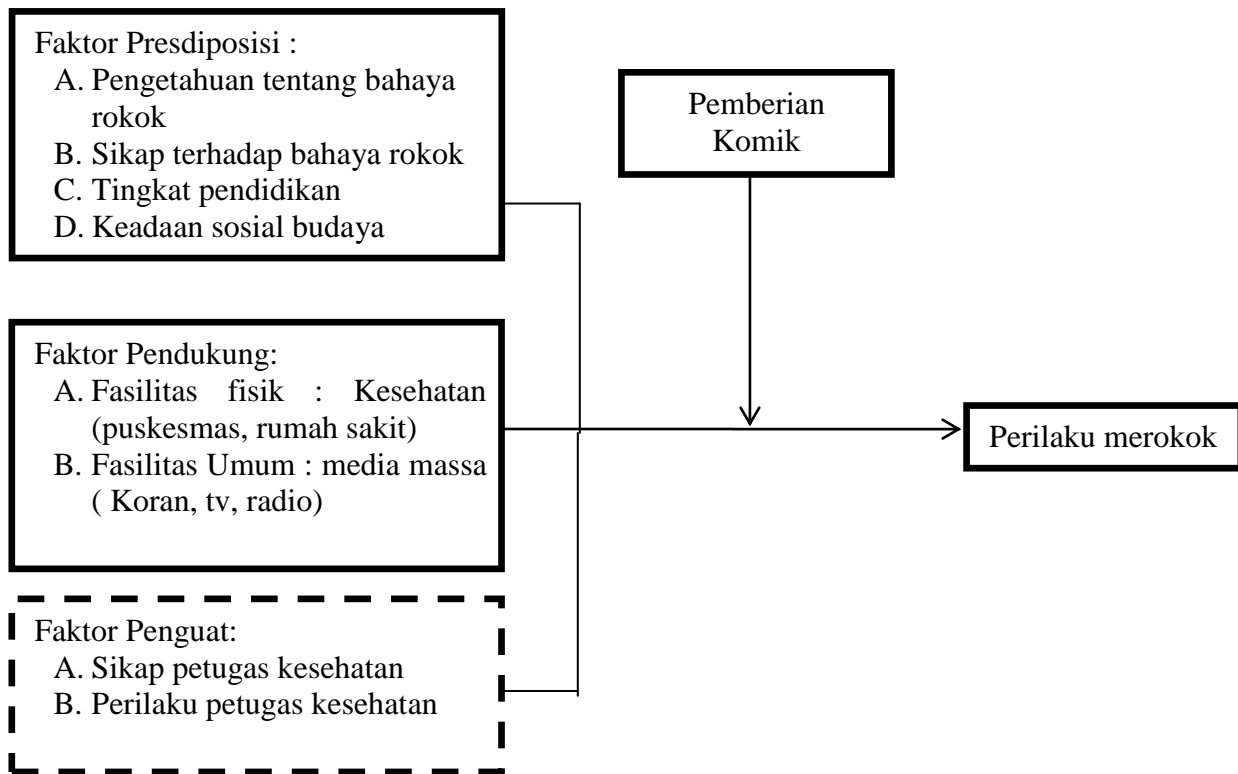 Faktor Presdiposisi :
A. Pengetahuan tentang bahaya
rokok
B. Sikap terhadap bahaya rokok
C. Tingkat pendidikan
D. Keadaan sosial budaya
Pemberian
Komik
Faktor Pendukung:
A. Fasilitas fisik : Kesehatan
(puskesmas, rumah sakit)
B. Fasilitas Umum : media massa
( Koran, tv, radio)
Perilaku merokok
Faktor Penguat:
A. Sikap petugas kesehatan
B. Perilaku petugas kesehatan